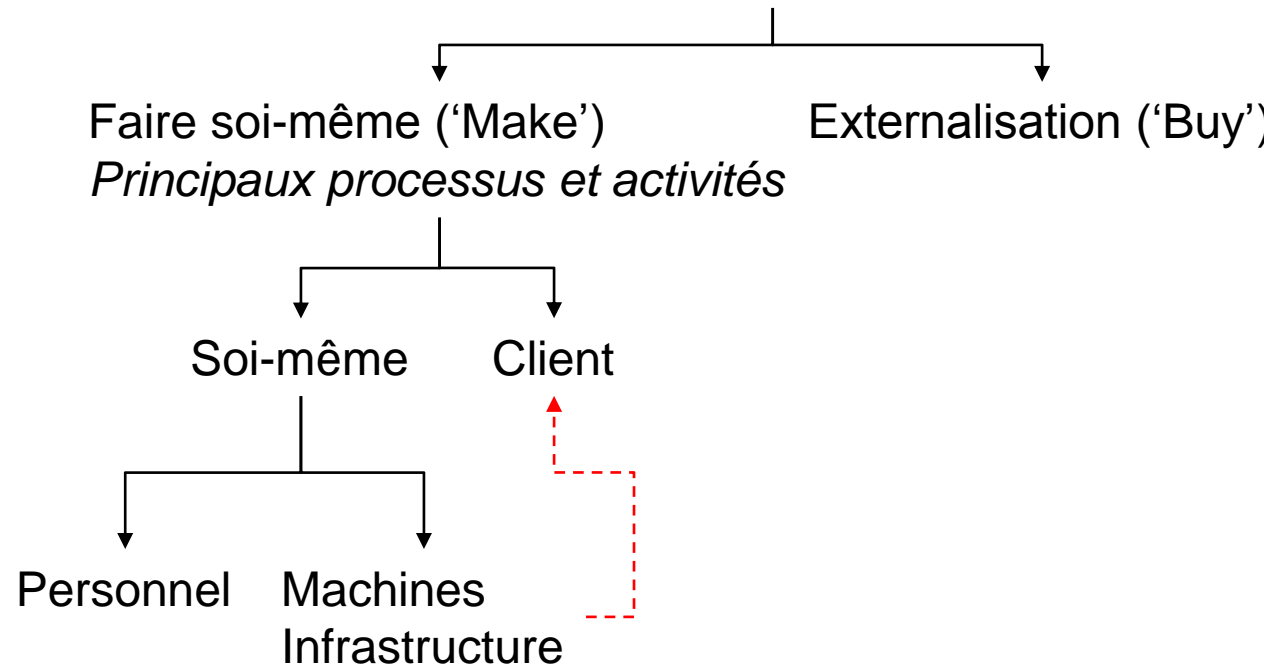 Faire soi-même (‘Make’)
Externalisation (‘Buy’)
Principaux processus et activités
Soi-même
Client
Personnel
Machines
Infrastructure